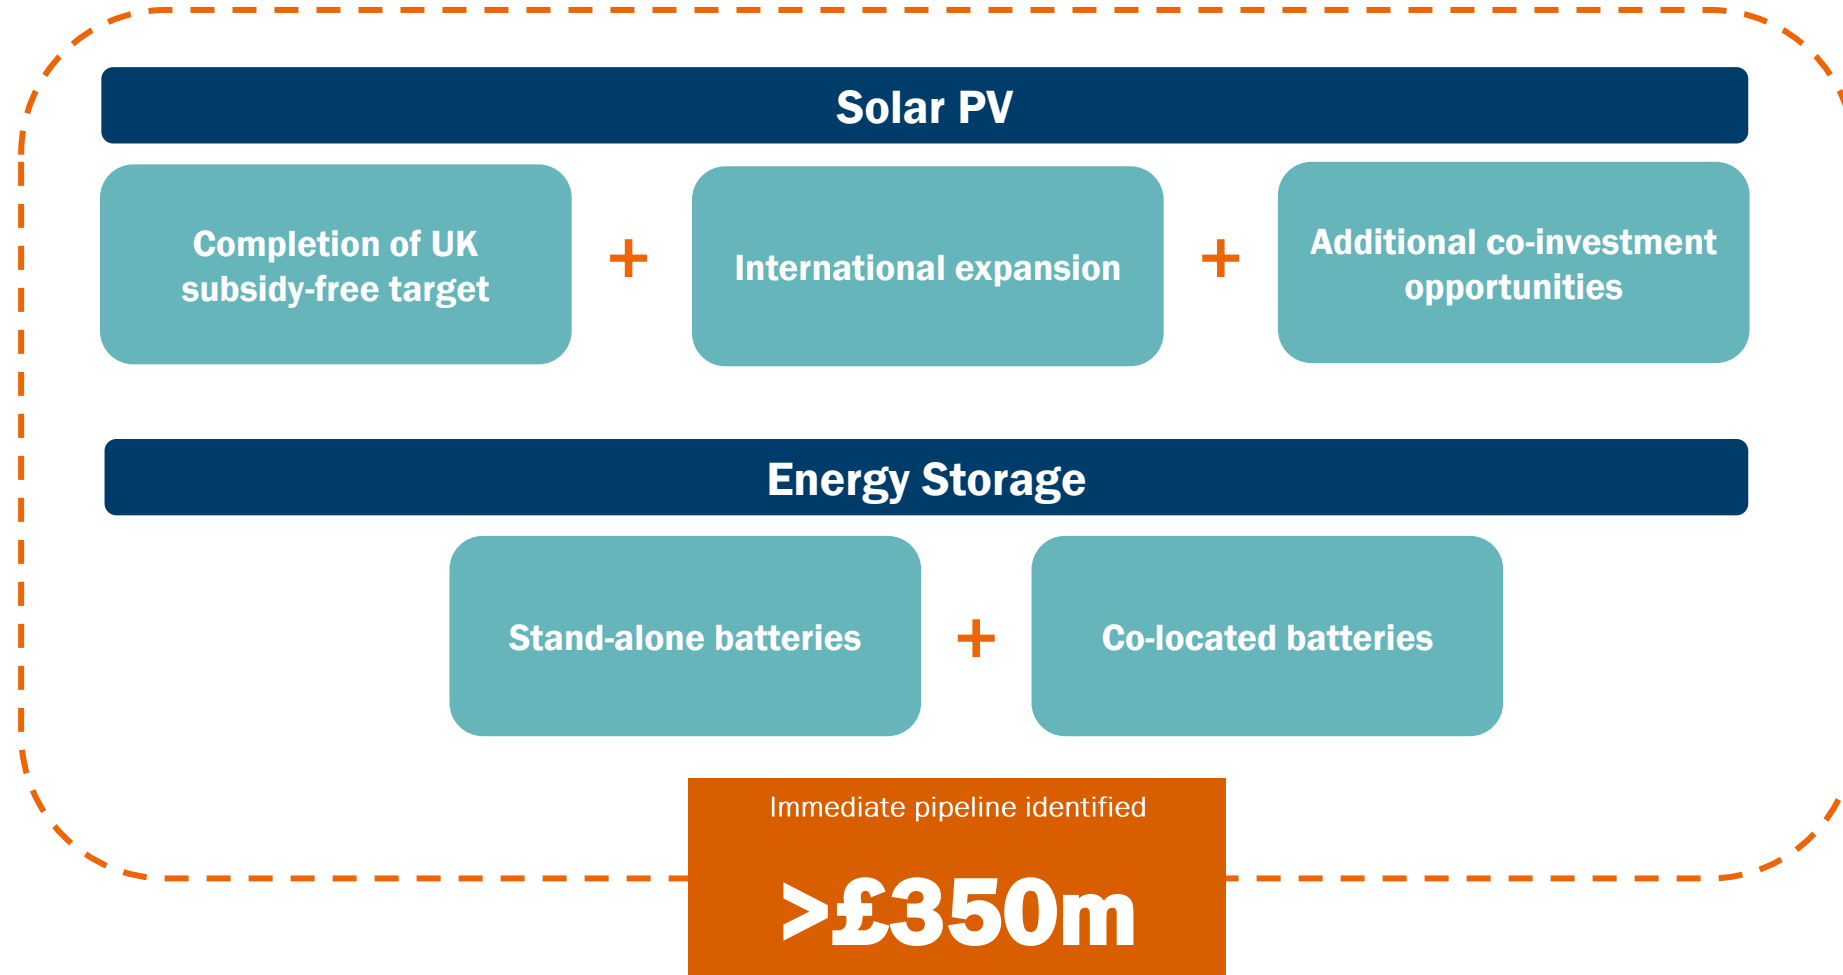 Solar PV
Completion of UK
subsidy-free target
+
International expansion
+
Additional co-investment
opportunities
Energy Storage
Stand-alone batteries
+
Co-located batteries
Immediate pipeline identified
>£350m